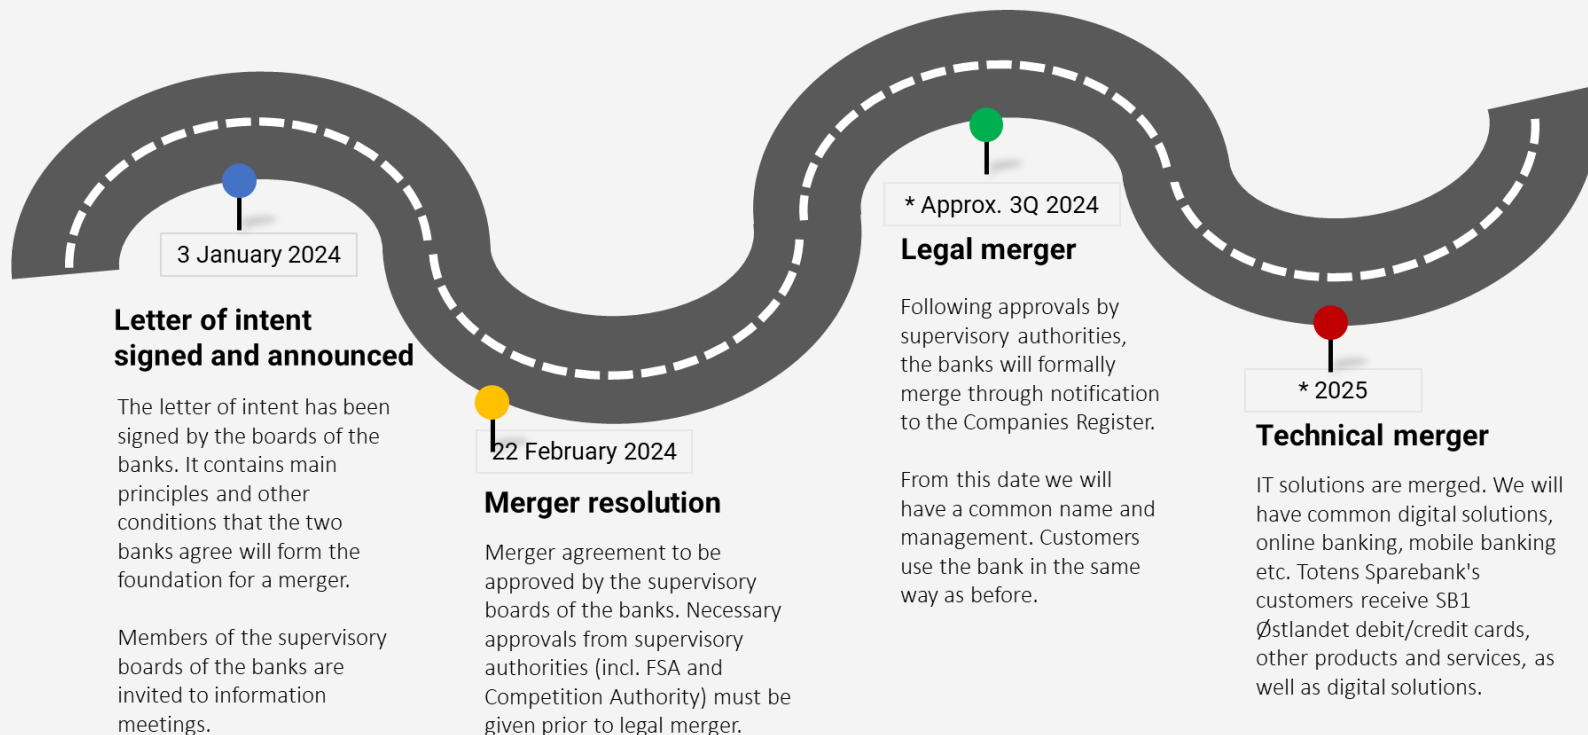 3 January 2024
Letter of intent
signed and announced
The letter of intent has been
signed by the boards of the
banks. It contains main
principles and other
conditions that the two
banks agree will form the
foundation for a merger.
Members of the supervisory
boards of the banks are
invited to information
meetings.
22 February 2024
Merger resolution
Merger agreement to be
approved by the supervisory
boards of the banks. Necessary
approvals from supervisory
authorities (incl. FSA and
Competition Authority) must be
given prior to legal merger.
* Approx. 3Q 2024
Legal merger
Following approvals by
supervisory authorities,
the banks will formally
merge through notification
to the Companies Register.
From this date we will
have a common name and
management. Customers
use the bank in the same
way as before.
* 2025
Technical merger
IT solutions are merged. We will
have common digital solutions,
online banking, mobile banking
etc. Totens Sparebank's
customers receive SB1
Østlandet debit/credit cards,
other products and services, as
well as digital solutions.